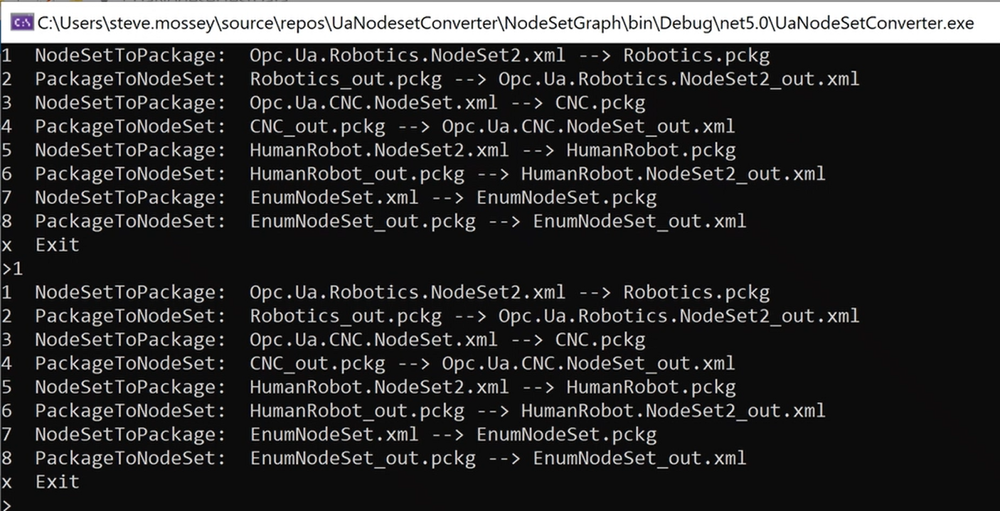 C:\Users\steve.mossey\source\repos\UaNodesetConverter\NodeSetGraph\bin\Debug\net5.0\UaNodeSetConverter.exe
1 NodeSetToPackage: Opc.Ua.Robotics.NodeSet2.xml --> Robotics.pckg
2 PackageToNodeSet: Robotics_out.pckg --> Opc.Ua.Robotics.NodeSet2_out.xml
3 NodeSetToPackage: Opc.Ua.CNC.NodeSet.xml --> CNC.pckg
4 PackageToNodeSet: CNC_out.pckg --> Opc.Ua.CNC.NodeSet_out.xml
5 NodeSetToPackage: HumanRobot.NodeSet2.xml --> HumanRobot.pckg
6 PackageToNodeSet: HumanRobot_out.pckg --> HumanRobot.NodeSet2_out.xml
7 NodeSetToPackage: EnumNodeSet.xml --> EnumNodeSet.pckg
8 PackageToNodeSet: EnumNodeSet_out.pckg --> EnumNodeSet_out.xml
x Exit
>1
1 NodeSetToPackage: Opc.Ua.Robotics.NodeSet2.xml --> Robotics.pckg
2 PackageToNodeSet: Robotics_out.pckg --> Opc.Ua.Robotics.NodeSet2_out.xml
3 NodeSetToPackage: Opc.Ua.CNC.NodeSet.xml --> CNC.pckg
4 PackageToNodeSet: CNC_out.pckg --> Opc.Ua.CNC.NodeSet_out.xml
5 NodeSetToPackage: HumanRobot.NodeSet2.xml --> HumanRobot.pckg
6 PackageToNodeSet: HumanRobot_out.pckg --> HumanRobot.NodeSet2_out.xml
7 NodeSetToPackage: EnumNodeSet.xml --> EnumNodeSet.pckg
8 PackageToNodeSet: EnumNodeSet_out.pckg --> EnumNodeSet_out.xml
x Exit
>